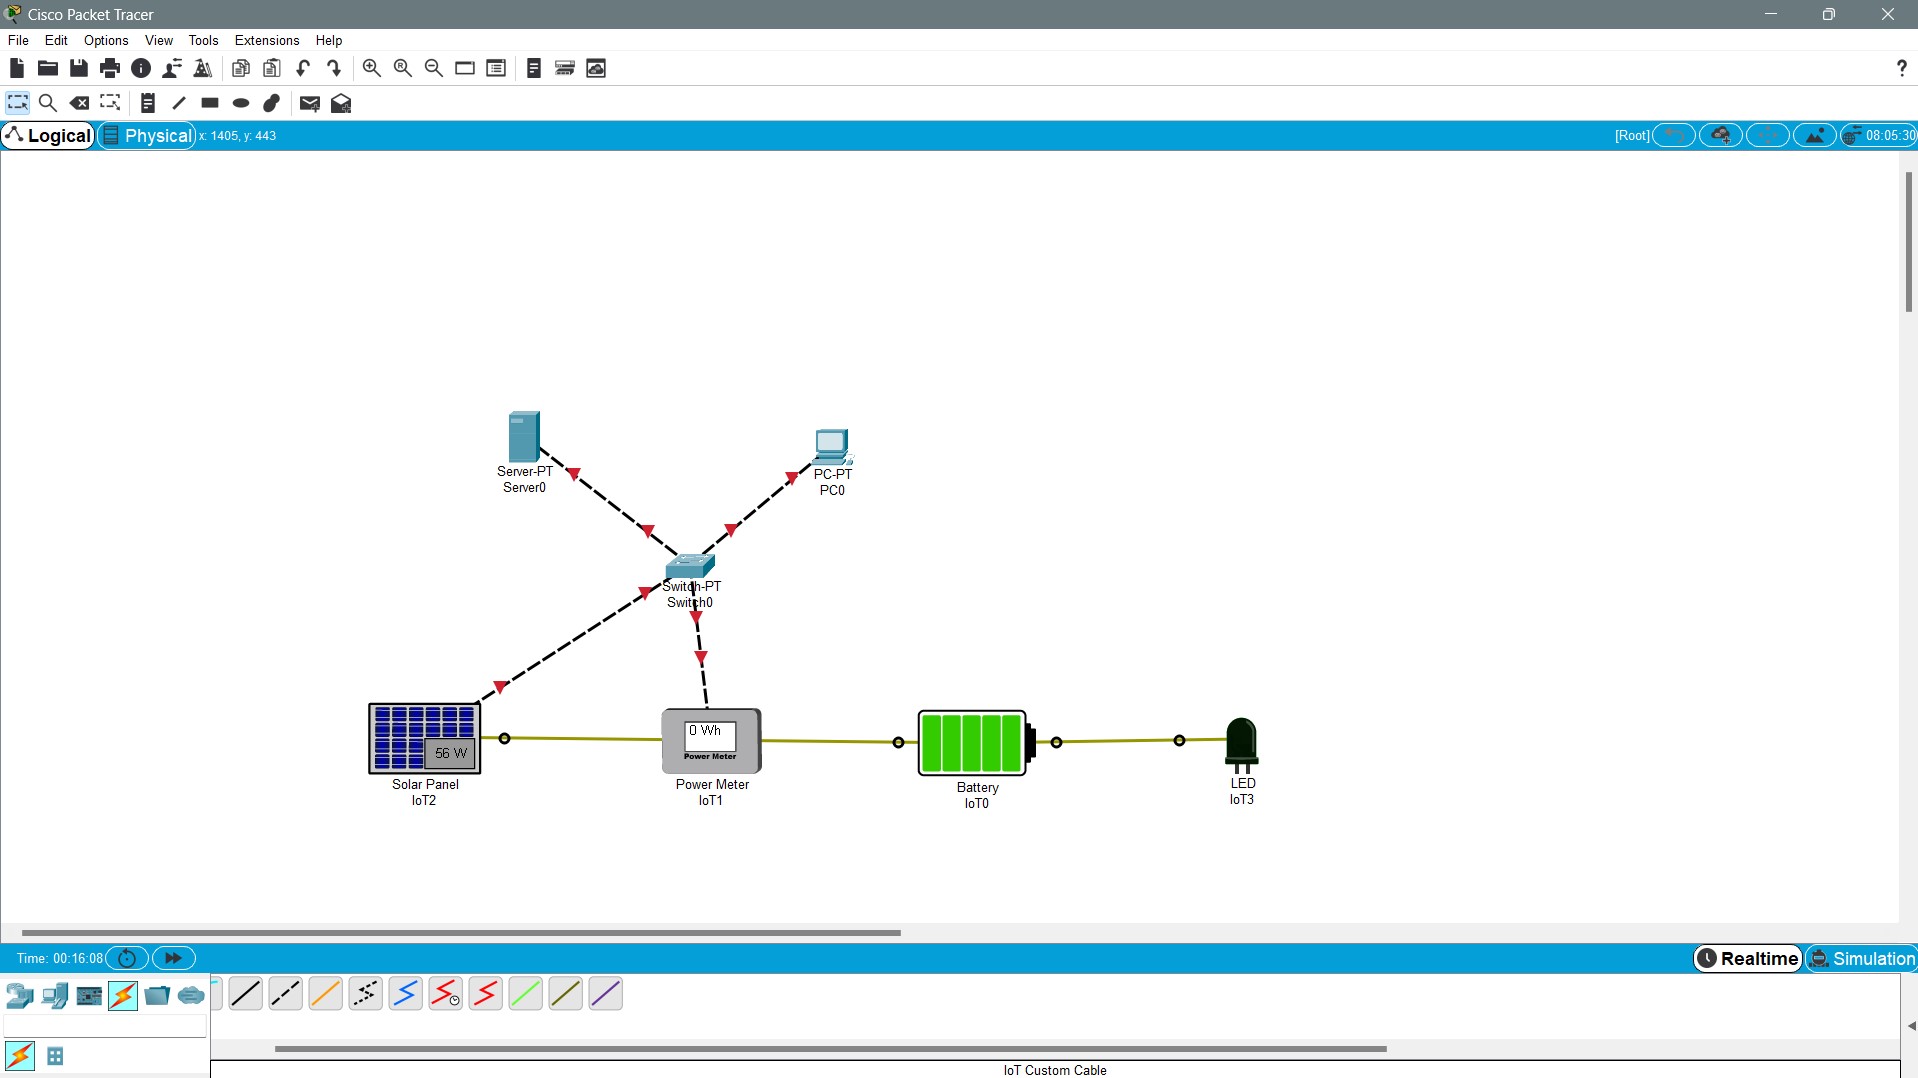 Cisco Packet Tracer
File Edit Options View Tools Extensions Help
?
Logical Physical x: 1405, y: 443 [Root] 08:05:30
Server-PT
Server0
PC-PT
PC0
Switch-PT
Switch0
56 W
Solar Panel
IoT2
0 Wh
Power Meter
Power Meter
IoT1
Battery
IoT0
LED
IoT3
Time: 00:16:08 Realtime Simulation
IoT Custom Cable